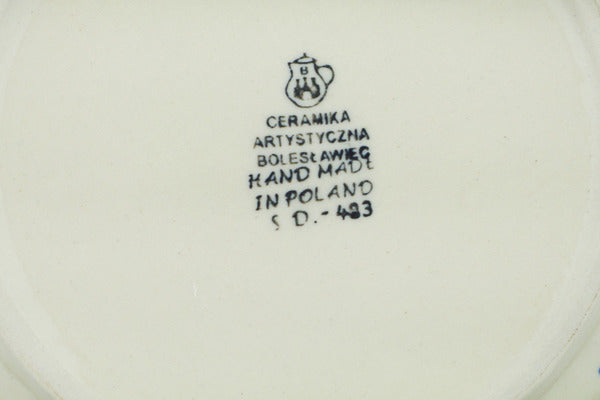 B
CERAMIKA
ARTYSTYCZNA
BOLESŁAWIEC
HAND MADE
IN POLAND
S D.- 483